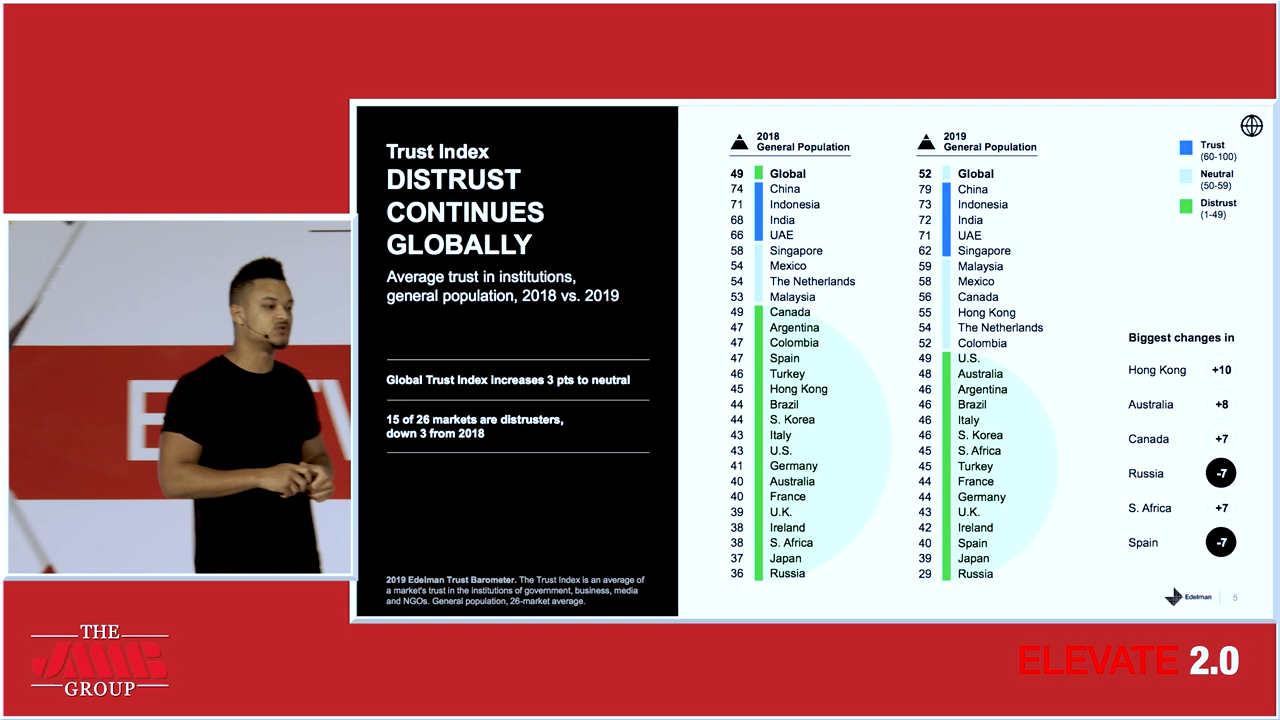 Trust Index
DISTRUST
CONTINUES
GLOBALLY
Average trust in institutions,
general population, 2018 vs. 2019
Global Trust Index increases 3 pts to neutral
15 of 26 markets are distrusters,
down 3 from 2018
2019 Edelman Trust Barometer. The Trust Index is an average of
a market's trust in the institutions of government, business, media
and NGOs. General population, 26-market average.
2018
General Population
49 Global
74 China
71 Indonesia
68 India
66 UAE
58 Singapore
54 Mexico
54 The Netherlands
53 Malaysia
49 Canada
47 Argentina
47 Colombia
47 Spain
46 Turkey
45 Hong Kong
44 Brazil
44 S. Korea
43 Italy
43 U.S.
41 Germany
40 Australia
40 France
39 U.K.
38 Ireland
38 S. Africa
37 Japan
36 Russia
2019
General Population
52 Global
79 China
73 Indonesia
72 India
71 UAE
62 Singapore
59 Malaysia
58 Mexico
56 Canada
55 Hong Kong
54 The Netherlands
52 Colombia
49 U.S.
48 Australia
46 Argentina
46 Brazil
46 Italy
46 S. Korea
45 S. Africa
45 Turkey
44 France
44 Germany
43 U.K.
42 Ireland
40 Spain
39 Japan
29 Russia
Trust
(60-100)
Neutral
(50-59)
Distrust
(1-49)
Biggest changes in
Hong Kong +10
Australia +8
Canada +7
Russia -7
S. Africa +7
Spain -7
Edelman 5
THE
JMG
GROUP
ELEVATE 2.0